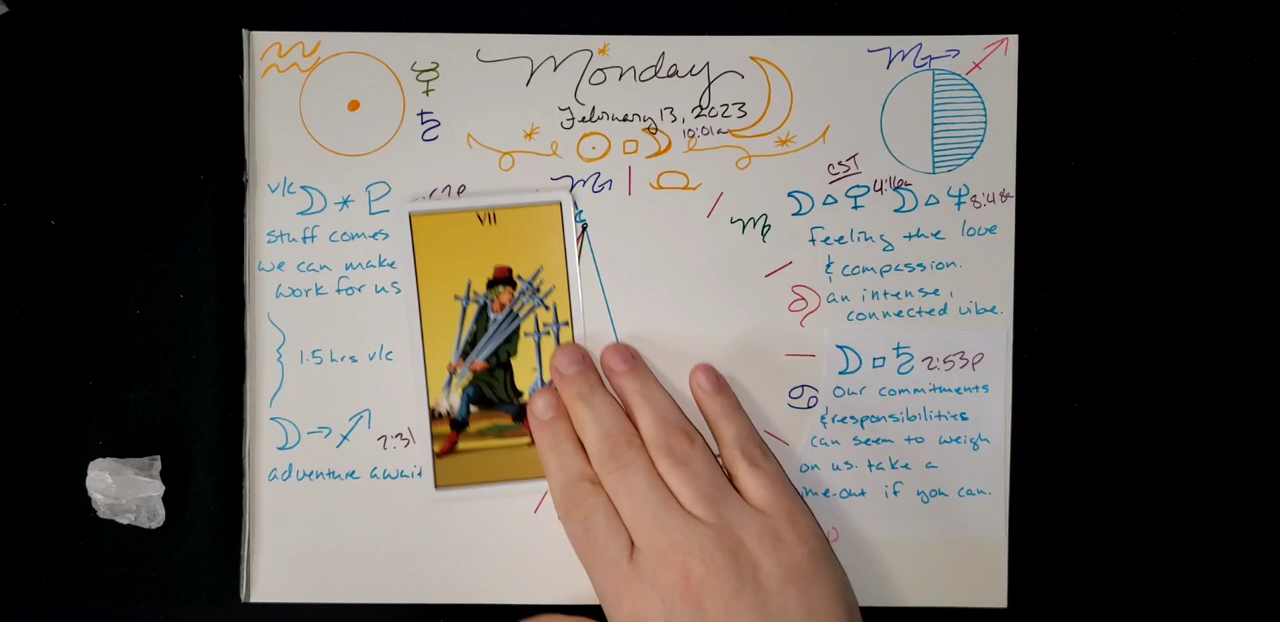 Monday
February 13, 2023
10:01a
v/c ☽ ⚹ ♇
stuff comes
we can make
work for us
1.5 hrs v/c
☽ → ♐
adventure await
VII
♏ → ♐
CST
☽ △ ♀ 4:16a ☽ △ ♆ 8:48a
feeling the love
& compassion.
an intense,
connected vibe.
☽ □ ♄ 2:53p
our commitments
& responsibilities
can seem to weigh
on us. take a
me-out if you can.